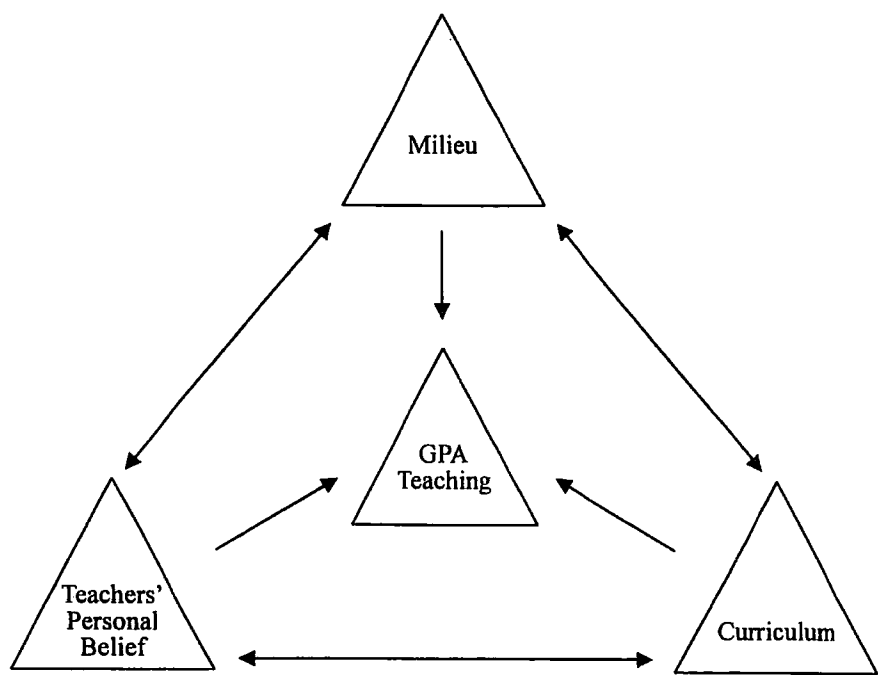 Milieu
GPA
Teaching
Teachers’
Personal
Belief
Curriculum